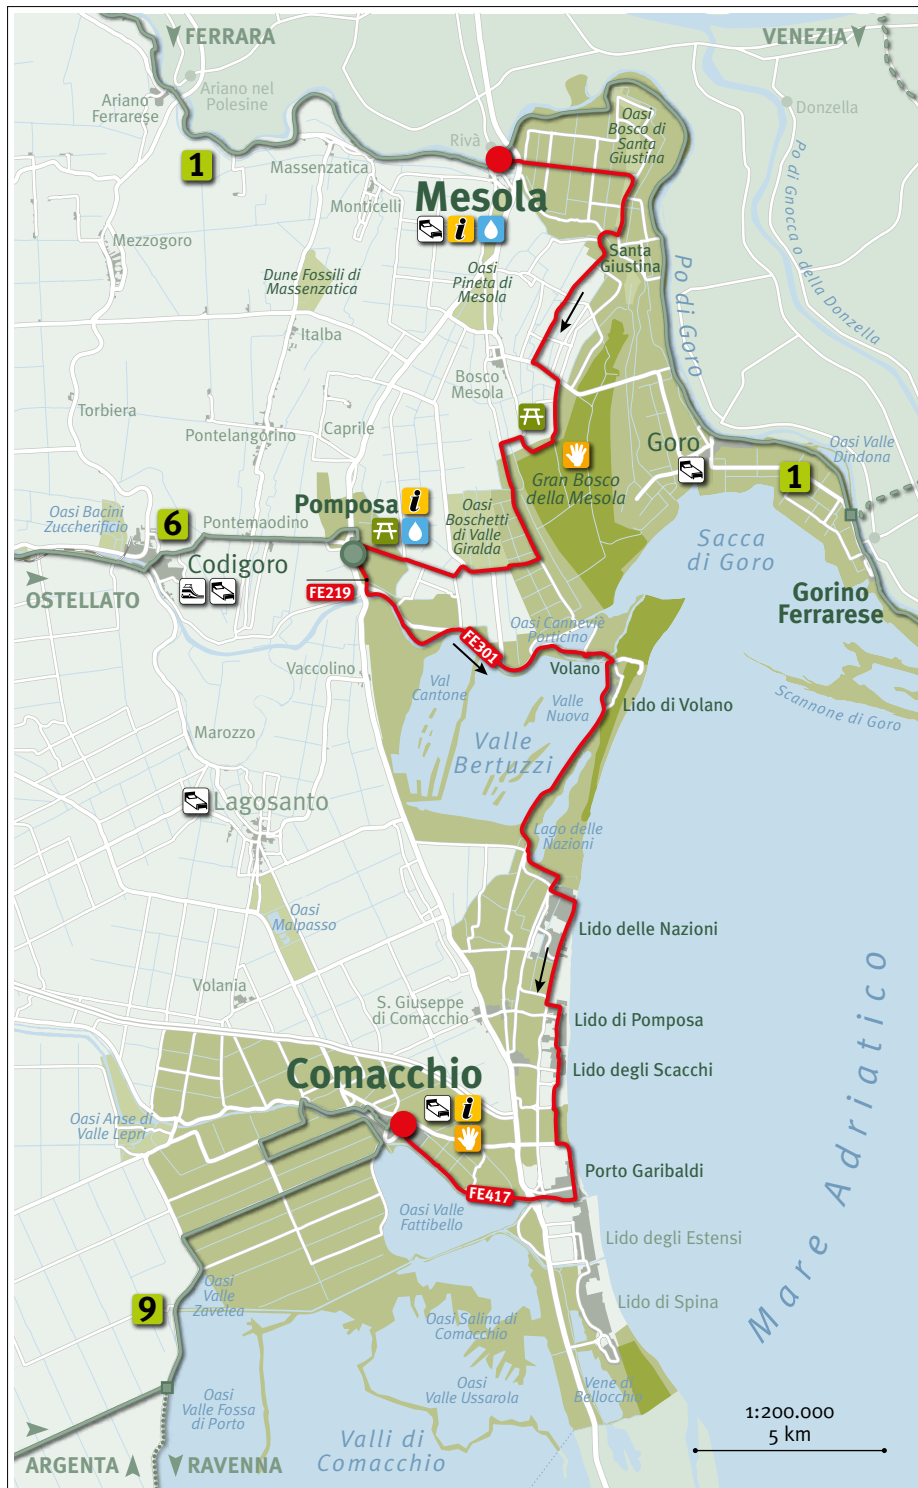 FERRARA
VENEZIA
Ariano nel
Polesine
Ariano
Ferrarese
Rivà
Oasi
Bosco di
Santa
Giustina
Donzella
1
Massenzatica
Mesola
Monticelli
i
Po di Gnocca o della Donzella
Mezzogoro
Oasi
Pineta di
Mesola
Santa
Giustina
Dune Fossili di
Massenzatica
Po di Goro
Italba
Bosco
Mesola
Torbiera
Caprile
Pontelangorino
Goro
Oasi Valle
Dindona
Gran Bosco
della Mesola
1
Pomposa
i
Oasi
Boschetti
di Valle
Giralda
Oasi Bacini
Zuccherificio
6
Pontemaodino
Sacca
di Goro
Codigoro
OSTELLATO
FE219
Gorino
Ferrarese
Oasi Canneviè
Porticino
FE301
Volano
Vaccolino
Val
Cantone
Valle
Nuova
Lido di Volano
Scannone di Goro
Marozzo
Valle
Bertuzzi
Lagosanto
Lago delle
Nazioni
Oasi
Malpasso
Lido delle Nazioni
Volania
S. Giuseppe
di Comacchio
Lido di Pomposa
Comacchio
Lido degli Scacchi
i
Mare Adriatico
Oasi Anse di
Valle Lepri
Porto Garibaldi
FE417
Oasi Valle
Fattibello
Lido degli Estensi
Oasi
Valle
Zavelea
9
Lido di Spina
Oasi Salina di
Comacchio
Oasi
Valle Fossa
di Porto
Oasi
Valle Ussarola
Vene di
Bellocchio
1:200.000
5 km
Valli di
Comacchio
ARGENTA
RAVENNA